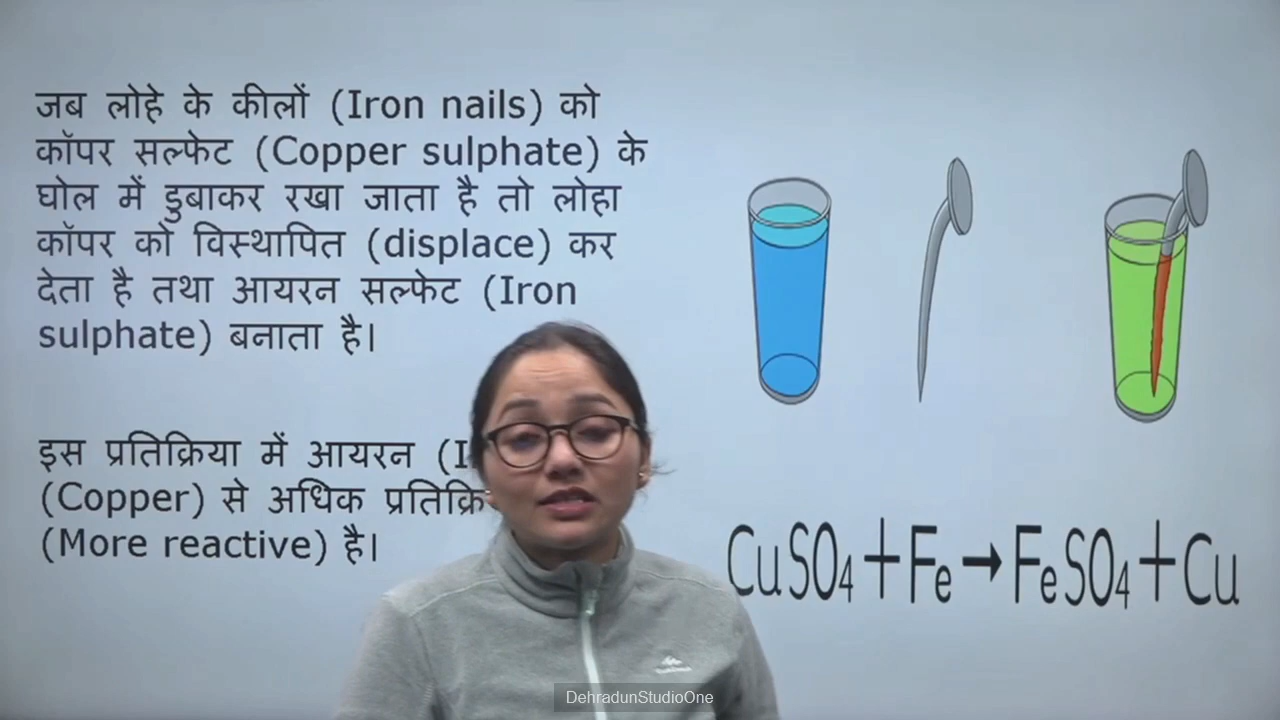 जब लोहे के कीलों (Iron nails) को
कॉपर सल्फेट (Copper sulphate) के
घोल में डुबाकर रखा जाता है तो लोहा
कॉपर को विस्थापित (displace) कर
देता है तथा आयरन सल्फेट (Iron
sulphate) बनाता है।
इस प्रतिक्रिया में आयरन
(Copper) से अधिक
(More reactive) है।
CuSO4+Fe→FeSO4+Cu
DehradunStudioOne